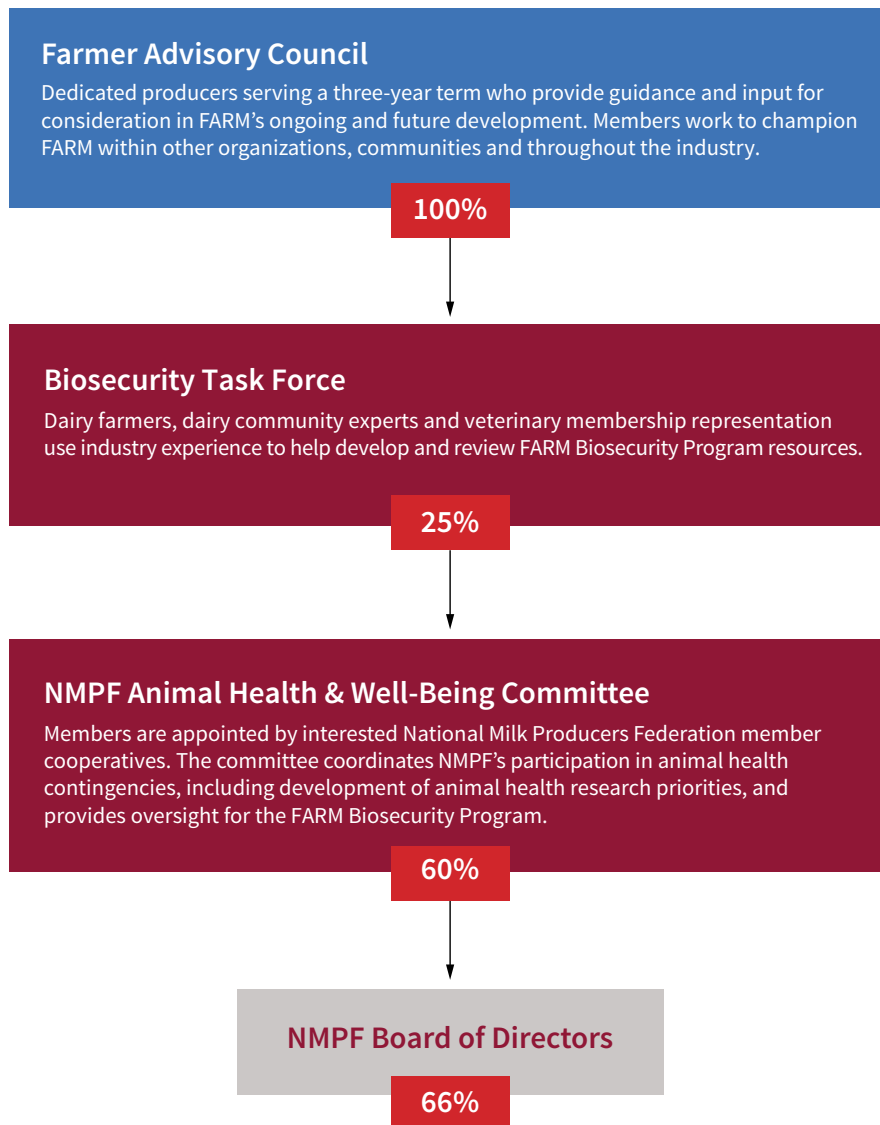 Farmer Advisory Council
Dedicated producers serving a three-year term who provide guidance and input for
consideration in FARM’s ongoing and future development. Members work to champion
FARM within other organizations, communities and throughout the industry.
100%
Biosecurity Task Force
Dairy farmers, dairy community experts and veterinary membership representation
use industry experience to help develop and review FARM Biosecurity Program resources.
25%
NMPF Animal Health & Well-Being Committee
Members are appointed by interested National Milk Producers Federation member
cooperatives. The committee coordinates NMPF’s participation in animal health
contingencies, including development of animal health research priorities, and
provides oversight for the FARM Biosecurity Program.
60%
NMPF Board of Directors
66%